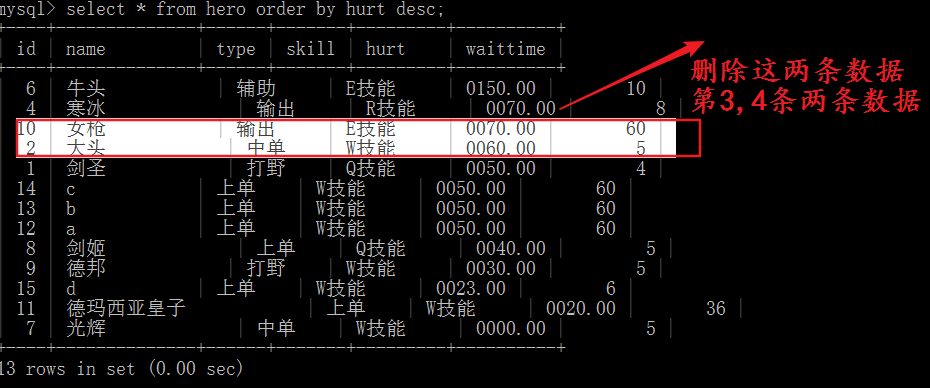 mysql> select * from hero order by hurt desc;
+----+--------------+------+-------+---------+----------+
| id | name | type | skill | hurt | waittime |
+----+--------------+------+-------+---------+----------+
| 6 | 牛头 | 辅助 | E技能 | 0150.00 | 10 |
| 4 | 寒冰 | 输出 | R技能 | 0070.00 | 8 |
| 10 | 女枪 | 输出 | E技能 | 0070.00 | 60 |
| 2 | 大头 | 中单 | W技能 | 0060.00 | 5 |
| 1 | 剑圣 | 打野 | Q技能 | 0050.00 | 4 |
| 14 | c | 上单 | W技能 | 0050.00 | 60 |
| 13 | b | 上单 | W技能 | 0050.00 | 60 |
| 12 | a | 上单 | W技能 | 0050.00 | 60 |
| 8 | 剑姬 | 上单 | Q技能 | 0040.00 | 5 |
| 9 | 德邦 | 打野 | W技能 | 0030.00 | 5 |
| 15 | d | 上单 | W技能 | 0023.00 | 6 |
| 11 | 德玛西亚皇子 | 上单 | W技能 | 0020.00 | 36 |
| 7 | 光辉 | 中单 | W技能 | 0000.00 | 5 |
+----+--------------+------+-------+---------+----------+
13 rows in set (0.00 sec)
删除这两条数据
第3,4条两条数据